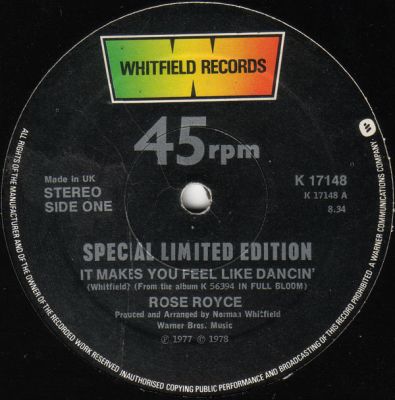 WHITFIELD RECORDS
45 rpm
Made in UK
STEREO
SIDE ONE
K 17148
K 17148 A
8.34
SPECIAL LIMITED EDITION
IT MAKES YOU FEEL LIKE DANCIN'
(Whitfield) (From the album K 56394 IN FULL BLOOM)
ROSE ROYCE
Produced and Arranged by Norman Whitfield
Warner Bros. Music
Ⓟ 1977 Ⓒ 1978
ALL RIGHTS OF THE MANUFACTURER AND OF THE OWNER OF THE RECORDED WORK RESERVED UNAUTHORISED COPYING PUBLIC PERFORMANCE AND BROADCASTING OF THIS RECORD PROHIBITED A WARNER COMMUNICATIONS COMPANY